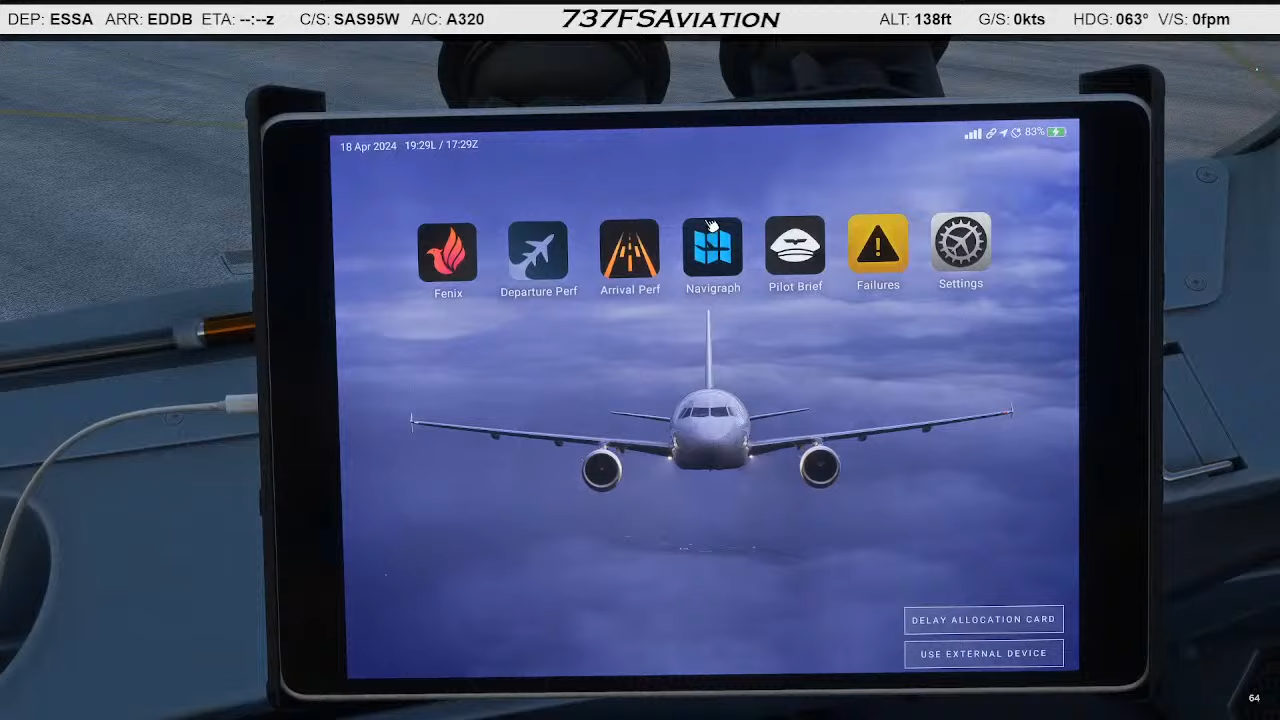 DEP: ESSA ARR: EDDB ETA: --:--z C/S: SAS95W A/C: A320 737FSAVIATION ALT: 138ft G/S: 0kts HDG: 063° V/S: 0fpm
18 Apr 2024 19:29L / 17:29Z 83%
Fenix Departure Perf Arrival Perf Navigraph Pilot Brief Failures Settings
DELAY ALLOCATION CARD
USE EXTERNAL DEVICE
64